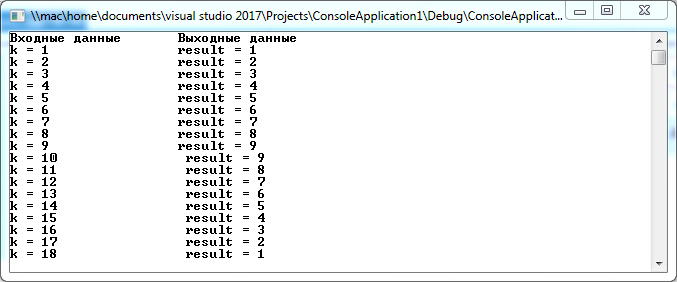 \\mac\home\documents\visual studio 2017\Projects\ConsoleApplication1\Debug\ConsoleApplicat...
Входные данные Выходные данные
k = 1 result = 1
k = 2 result = 2
k = 3 result = 3
k = 4 result = 4
k = 5 result = 5
k = 6 result = 6
k = 7 result = 7
k = 8 result = 8
k = 9 result = 9
k = 10 result = 9
k = 11 result = 8
k = 12 result = 7
k = 13 result = 6
k = 14 result = 5
k = 15 result = 4
k = 16 result = 3
k = 17 result = 2
k = 18 result = 1